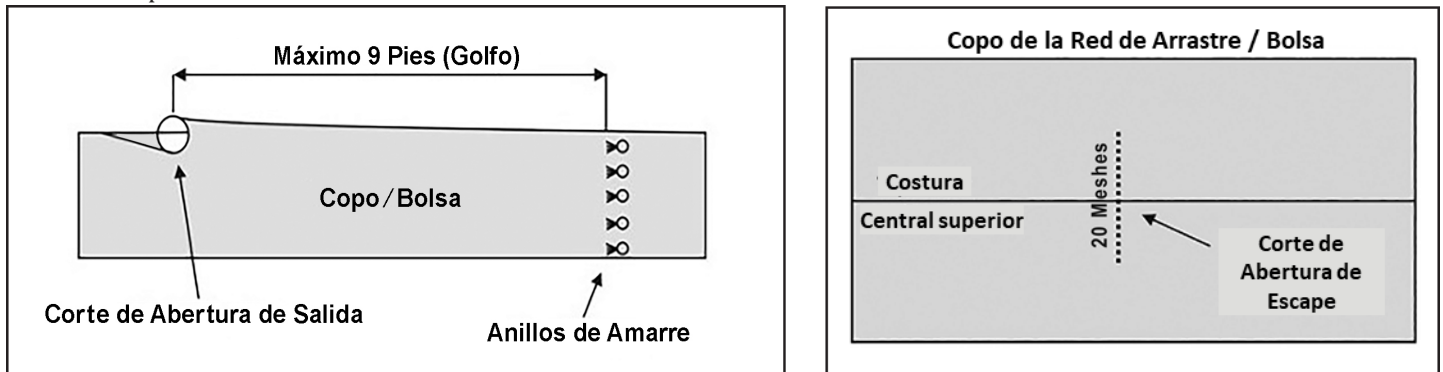 Máximo 9 Pies (Golfo)
Copo/Bolsa
Corte de Abertura de Salida
Anillos de Amarre
Copo de la Red de Arrastre / Bolsa
Costura
Central superior
20 Meshes
Corte de
Abertura de
Escape